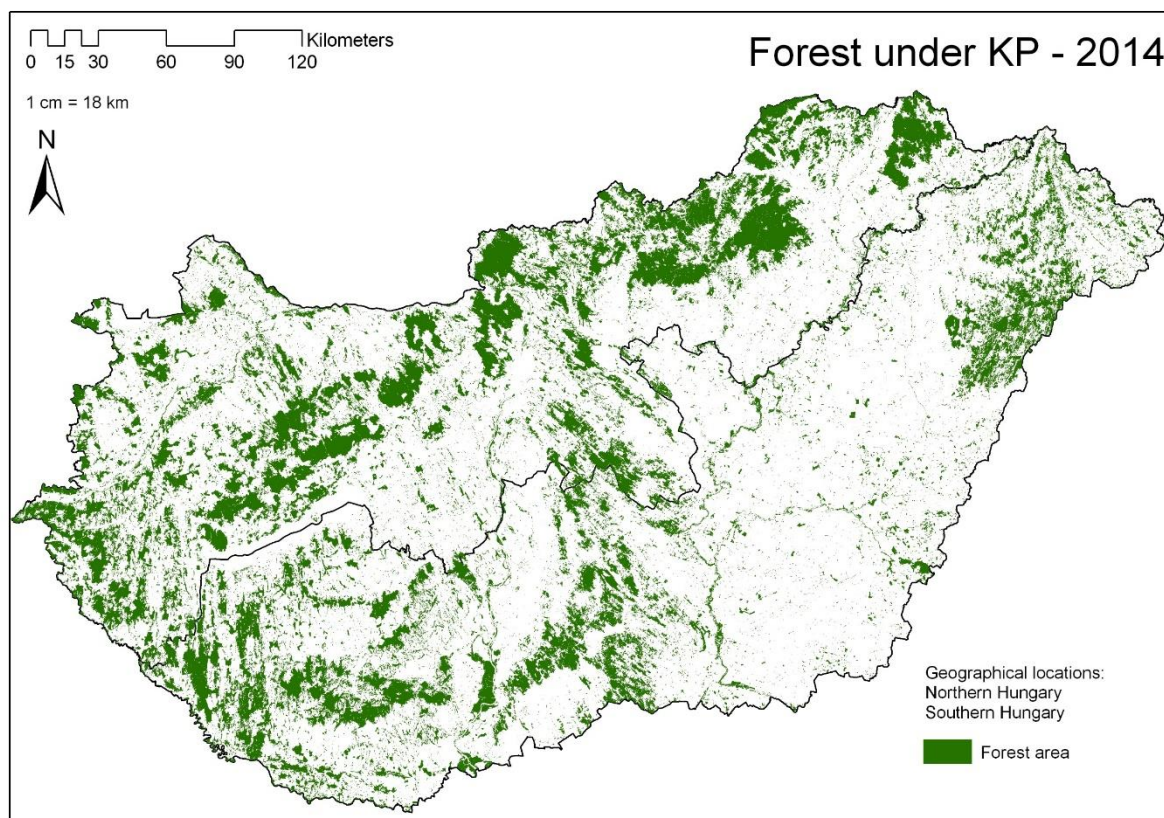 Kilometers
0 15 30 60 90 120
1 cm = 18 km
N
Forest under KP - 2014
Geographical locations:
Northern Hungary
Southern Hungary
Forest area